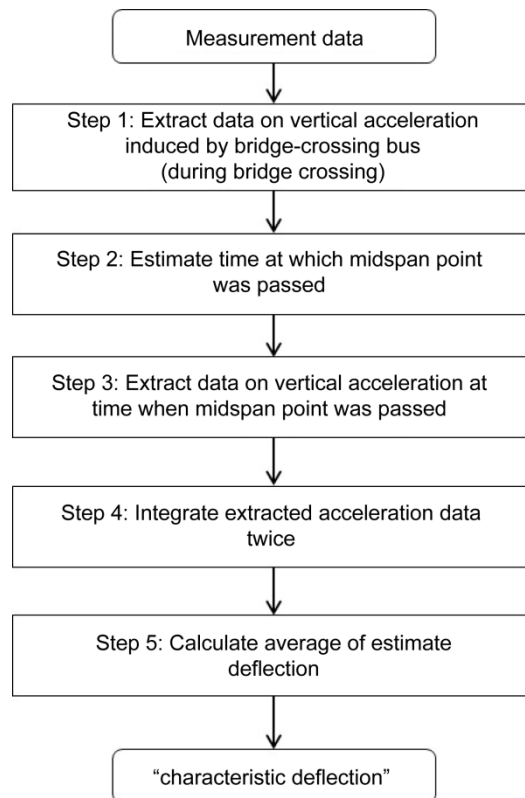 Measurement data
Step 1: Extract data on vertical acceleration
induced by bridge-crossing bus
(during bridge crossing)
Step 2: Estimate time at which midspan point
was passed
Step 3: Extract data on vertical acceleration at
time when midspan point was passed
Step 4: Integrate extracted acceleration data
twice
Step 5: Calculate average of estimate
deflection
“characteristic deflection”